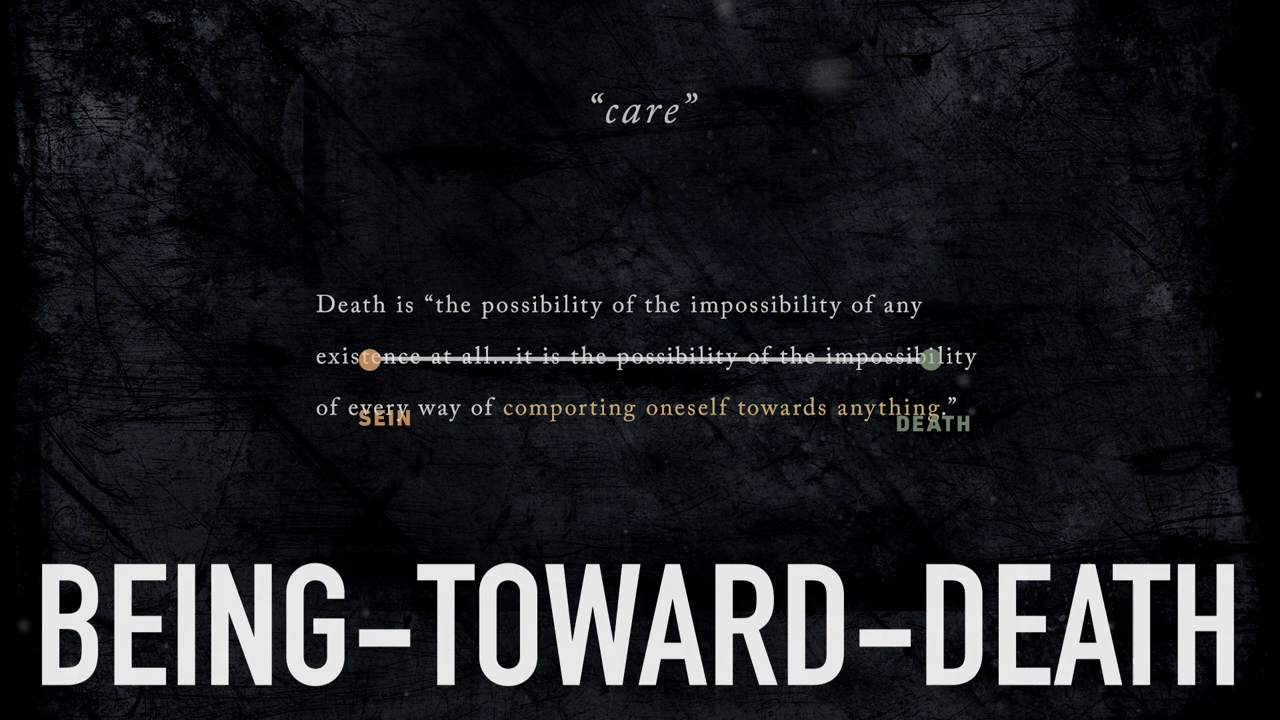 “care”
Death is “the possibility of the impossibility of any
existence at all...it is the possibility of the impossibility
of every way of comporting oneself towards anything.”
SEIN
DEATH
BEING-TOWARD-DEATH